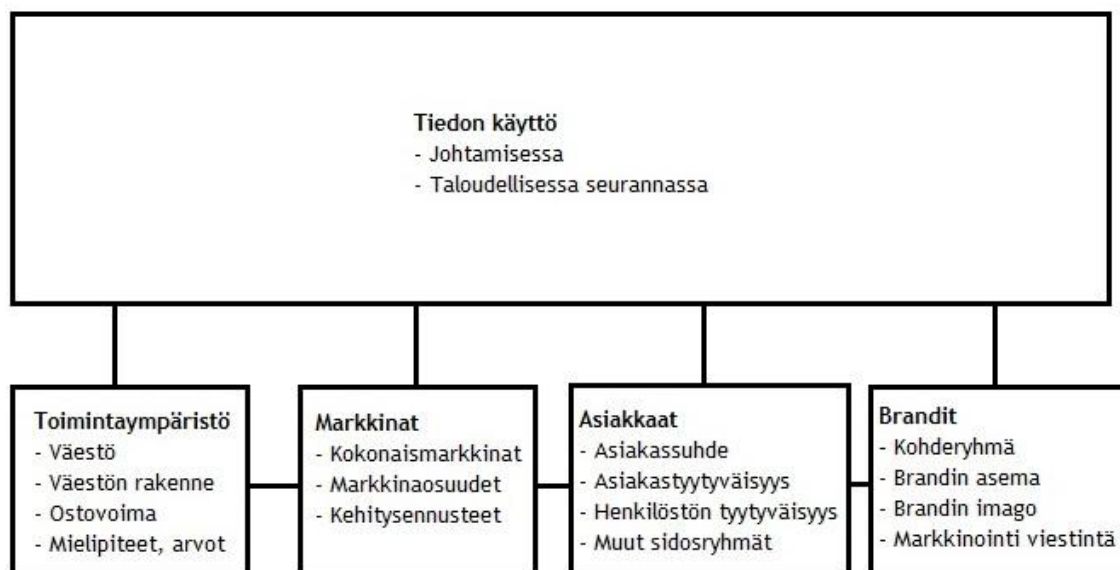 Tiedon käyttö
- Johtamisessa
- Taloudellisessa seurannassa
Toimintaympäristö
- Väestö
- Väestön rakenne
- Ostovoima
- Mielipiteet, arvot
Markkinat
- Kokonaismarkkinat
- Markkinaosuudet
- Kehitysennusteet
Asiakkaat
- Asiakassuhde
- Asiakastyytyväisyys
- Henkilöstön tyytyväisyys
- Muut sidosryhmät
Brandit
- Kohderyhmä
- Brandin asema
- Brandin imago
- Markkinointi viestintä